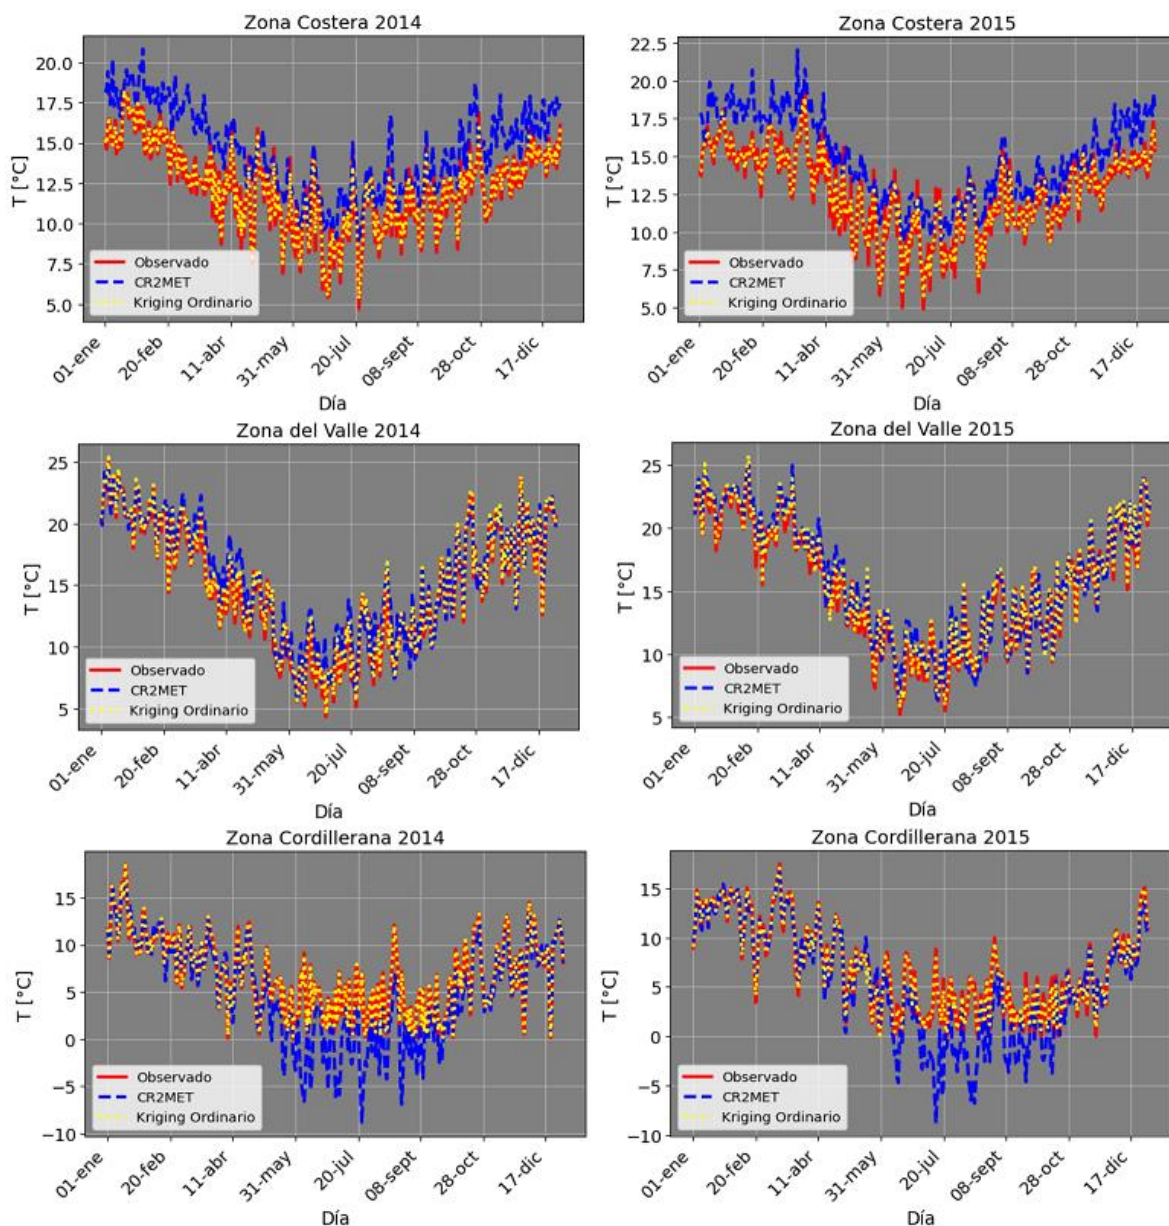 Zona Costera 2014
T [°C]
20.0
17.5
15.0
12.5
10.0
7.5
5.0
Observado
CR2MET
Kriging Ordinario
01-ene
20-feb
11-abr
31-may
20-jul
08-sept
28-oct
17-dic
Día
Zona Costera 2015
T [°C]
22.5
20.0
17.5
15.0
12.5
10.0
7.5
5.0
Observado
CR2MET
Kriging Ordinario
01-ene
20-feb
11-abr
31-may
20-jul
08-sept
28-oct
17-dic
Día
Zona del Valle 2014
T [°C]
25
20
15
10
5
Observado
CR2MET
Kriging Ordinario
01-ene
20-feb
11-abr
31-may
20-jul
08-sept
28-oct
17-dic
Día
Zona del Valle 2015
T [°C]
25
20
15
10
5
Observado
CR2MET
Kriging Ordinario
01-ene
20-feb
11-abr
31-may
20-jul
08-sept
28-oct
17-dic
Día
Zona Cordillerana 2014
T [°C]
15
10
5
0
−5
−10
Observado
CR2MET
Kriging Ordinario
01-ene
20-feb
11-abr
31-may
20-jul
08-sept
28-oct
17-dic
Día
Zona Cordillerana 2015
T [°C]
15
10
5
0
−5
−10
Observado
CR2MET
Kriging Ordinario
01-ene
20-feb
11-abr
31-may
20-jul
08-sept
28-oct
17-dic
Día